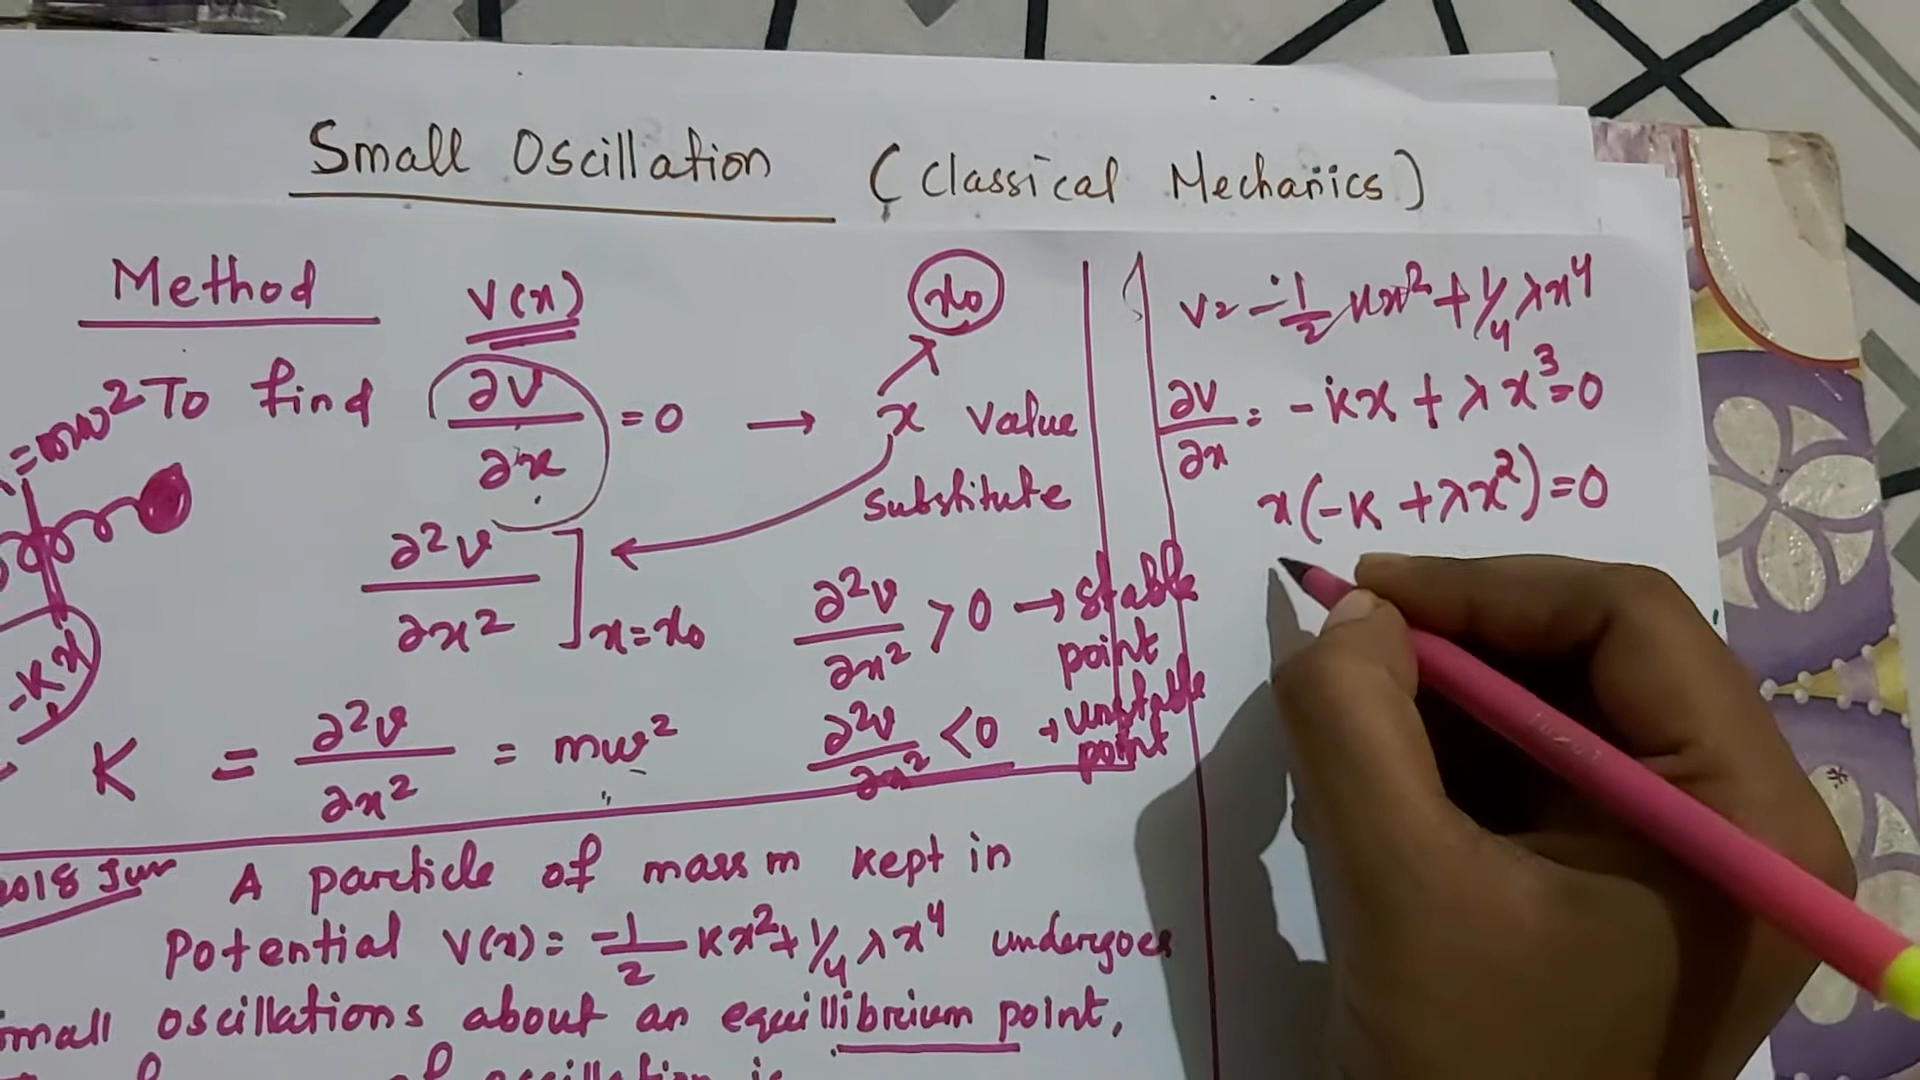 Small Oscillation (Classical Mechanics)
Method V(x)
To find ∂V/∂x = 0 → x value
x₀
substitute
= mω²
∂²V/∂x² ]x=x₀
-Kx
K = ∂²V/∂x² = mω²
∂²V/∂x² > 0 → stable
point
∂²V/∂x² < 0 → unstable
point
V = -1/2 Kx² + 1/4 λx⁴
∂V/∂x = -Kx + λx³ = 0
x(-K + λx²) = 0
2018 Jun A particle of mass m kept in
Potential V(x) = -1/2 Kx² + 1/4 λx⁴ undergoes
small oscillations about an equillibrium point,
of oscillation is